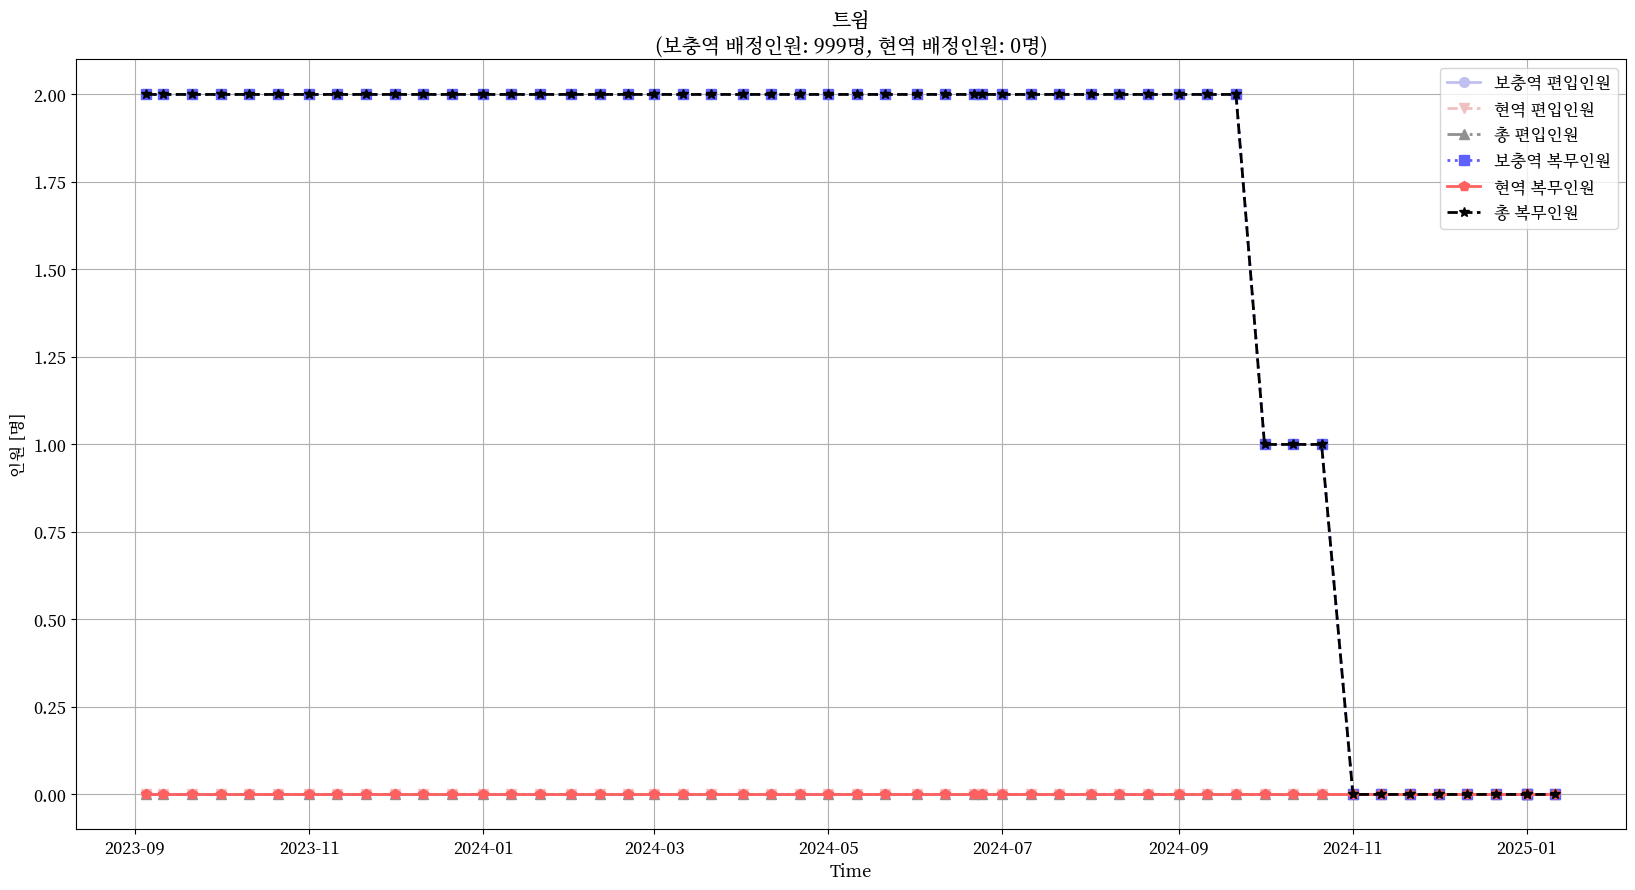 트윔
(보충역 배정인원: 999명, 현역 배정인원: 0명)
보충역 편입인원
현역 편입인원
총 편입인원
보충역 복무인원
현역 복무인원
총 복무인원
인원 [명]
2.00
1.75
1.50
1.25
1.00
0.75
0.50
0.25
0.00
2023-09 2023-11 2024-01 2024-03 2024-05 2024-07 2024-09 2024-11 2025-01
Time